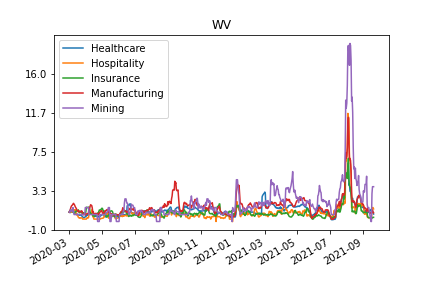 WV
Healthcare
Hospitality
Insurance
Manufacturing
Mining
16.0
11.7
7.5
3.3
-1.0
2020-03
2020-05
2020-07
2020-09
2020-11
2021-01
2021-03
2021-05
2021-07
2021-09